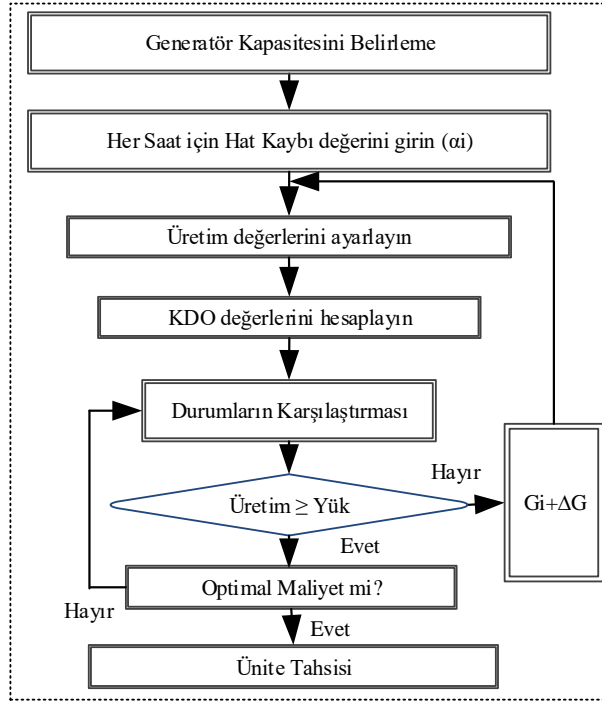 Generatör Kapasitesini Belirleme
Her Saat için Hat Kaybı değerini girin (αi)
Üretim değerlerini ayarlayın
KDO değerlerini hesaplayın
Durumların Karşılaştırması
Hayır
Üretim ≥ Yük
Gi+ΔG
Evet
Optimal Maliyet mi?
Hayır
Evet
Ünite Tahsisi